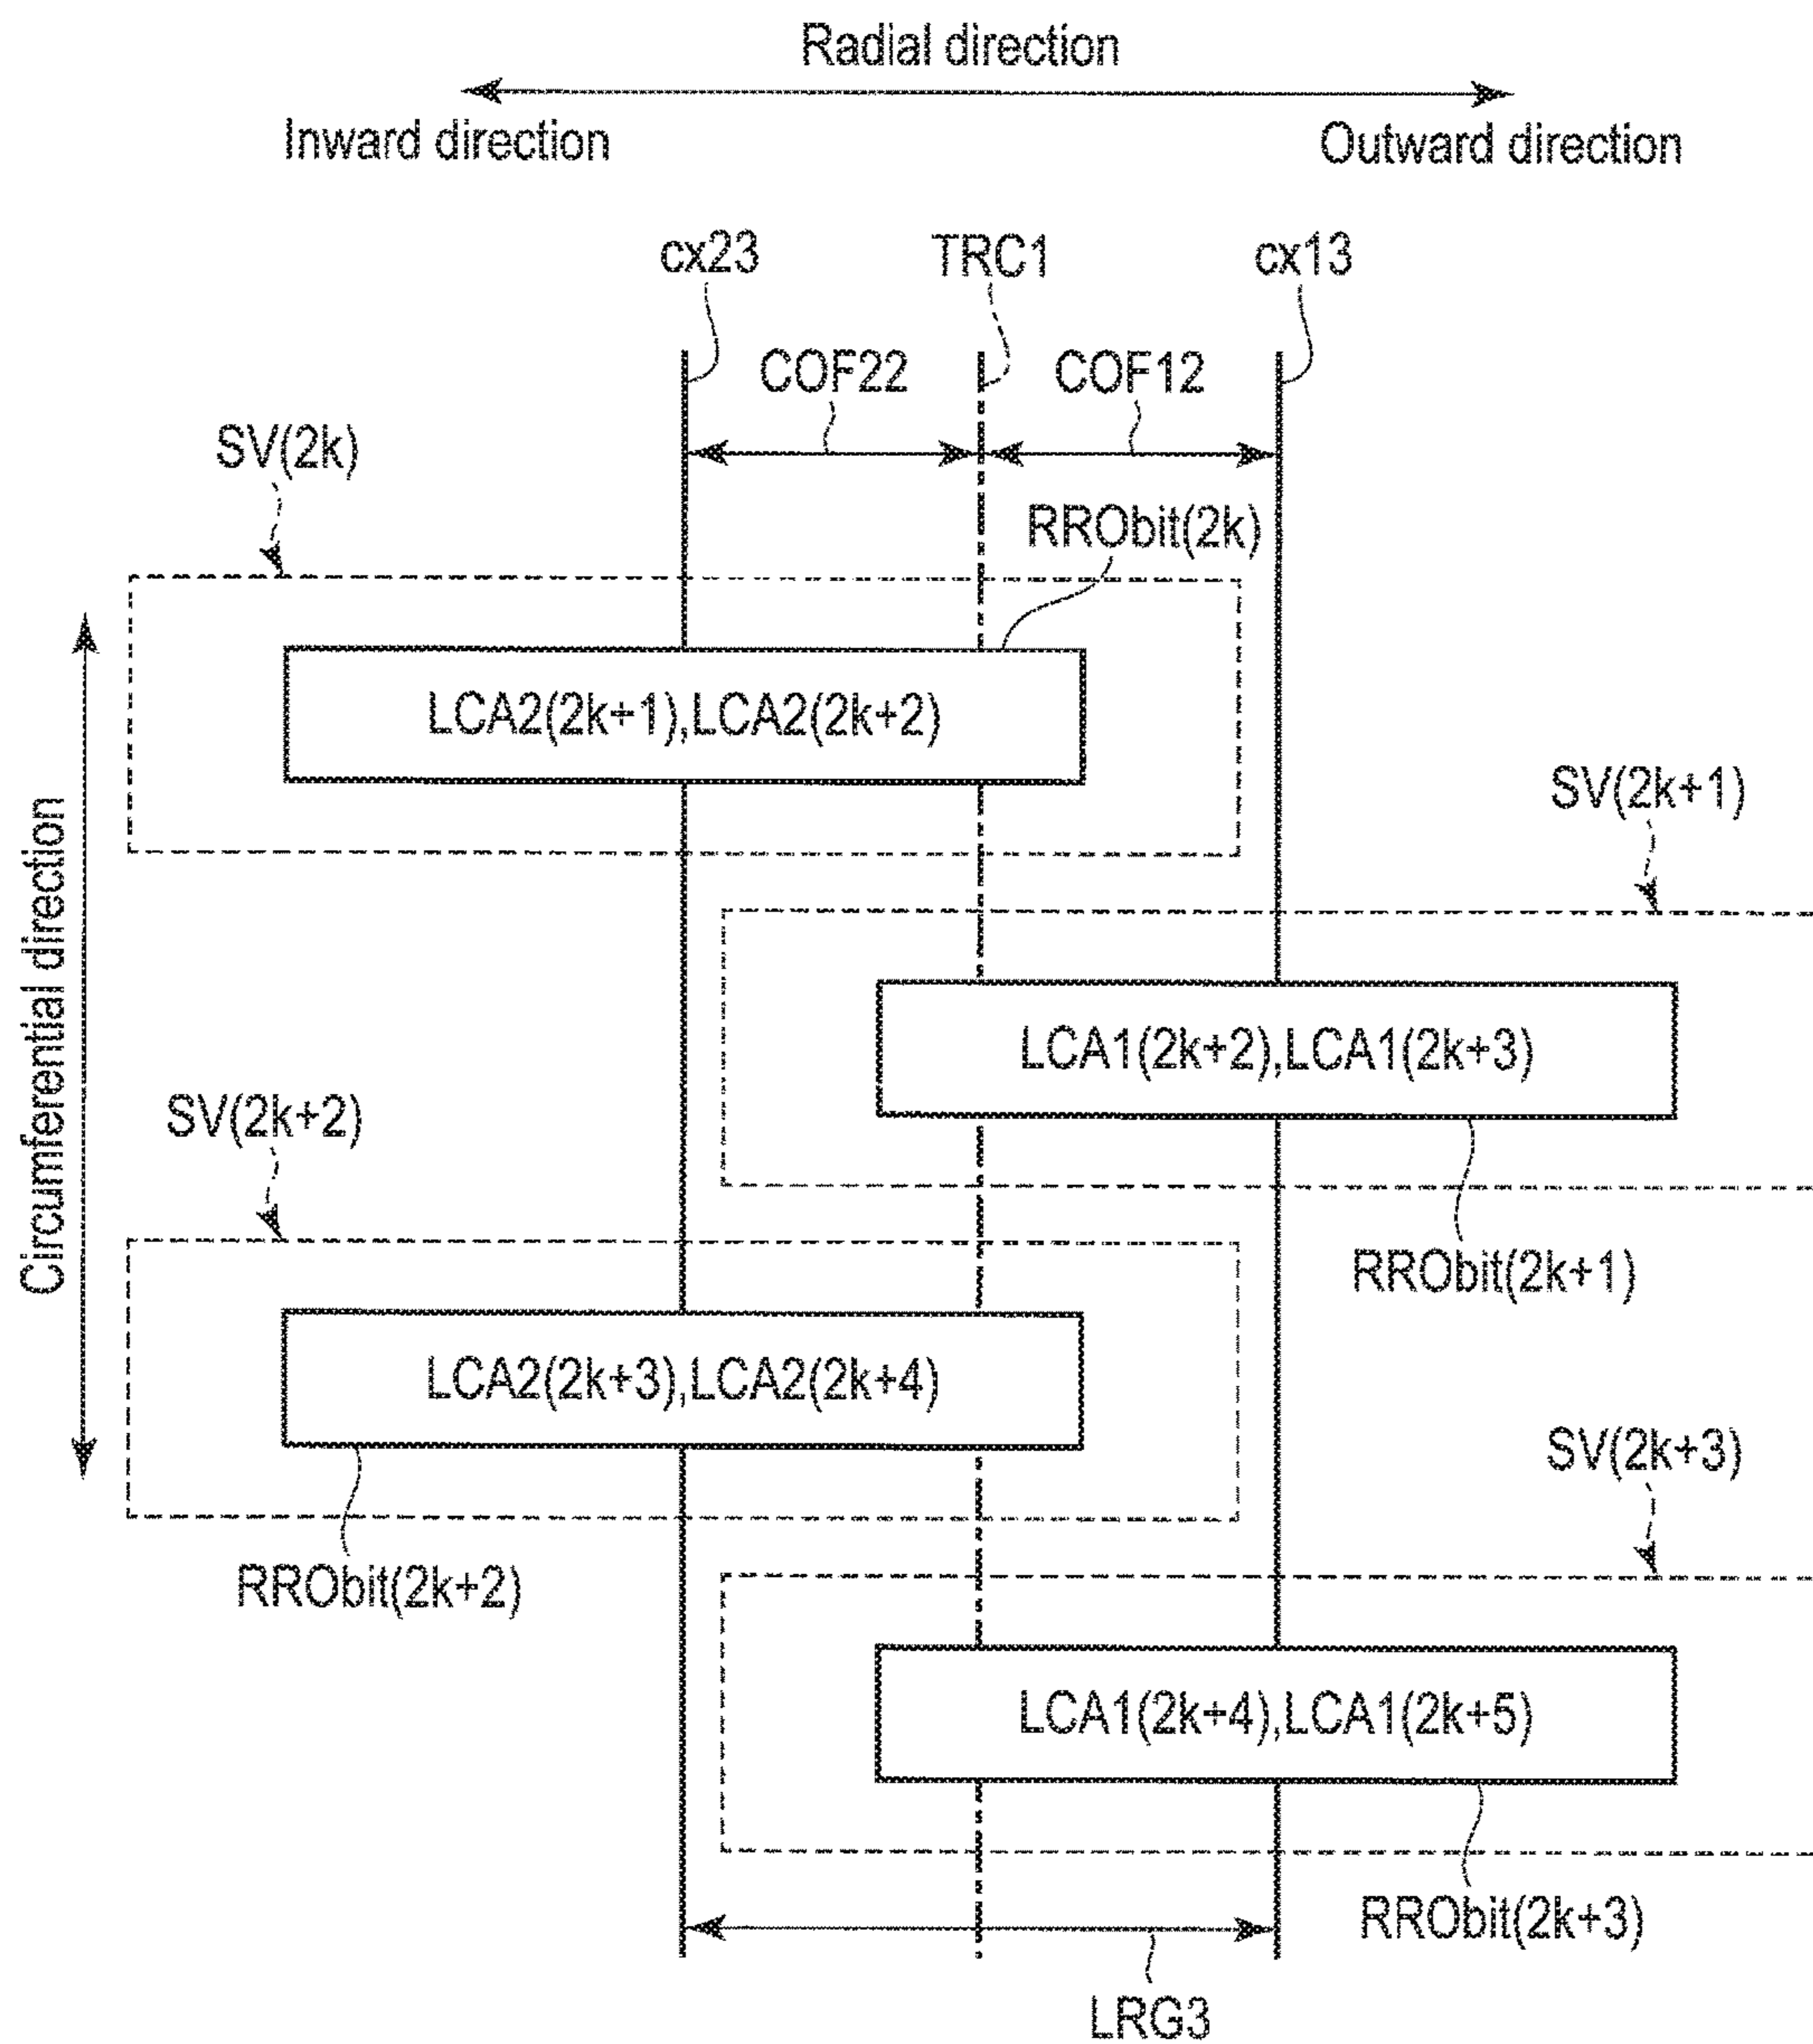 Radial direction
Inward direction
Outward direction
cx23
TRC1
cx13
COF22
COF12
SV(2k)
RRObit(2k)
LCA2(2k+1),LCA2(2k+2)
SV(2k+1)
Circumferential direction
LCA1(2k+2),LCA1(2k+3)
SV(2k+2)
RRObit(2k+1)
LCA2(2k+3),LCA2(2k+4)
SV(2k+3)
RRObit(2k+2)
LCA1(2k+4),LCA1(2k+5)
RRObit(2k+3)
LRG3